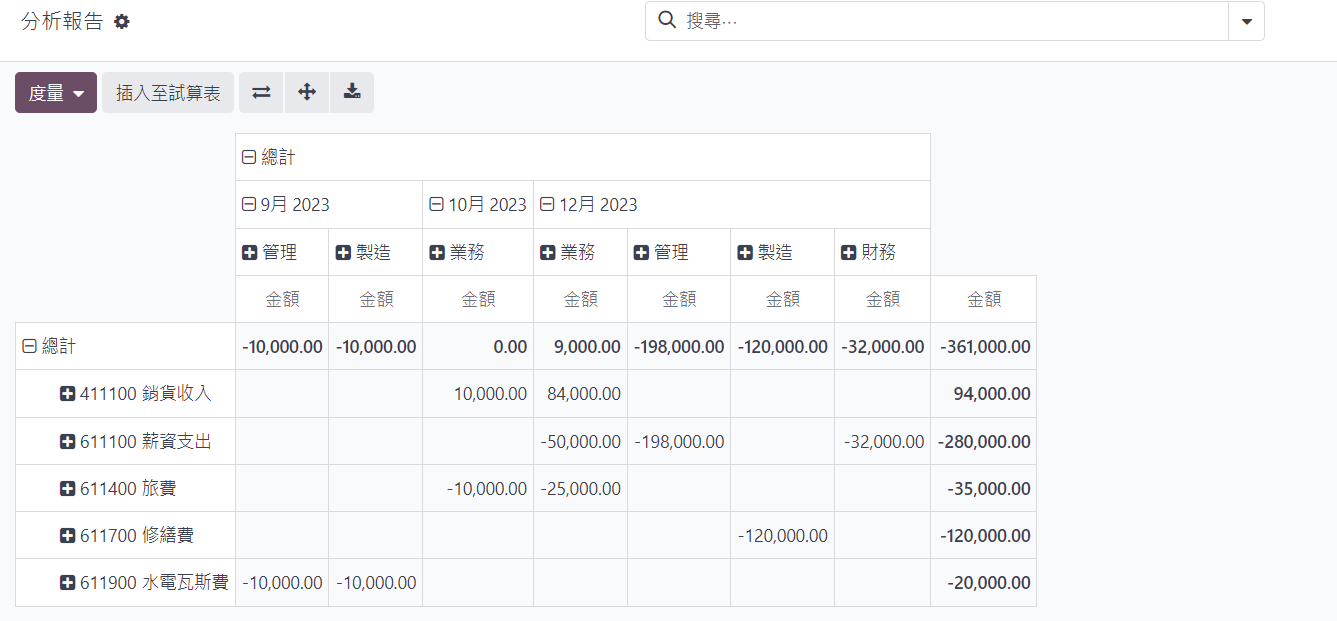 分析報告
搜尋...
度量
插入至試算表
總計
9月 2023 10月 2023 12月 2023
管理 製造 業務 業務 管理 製造 財務
金額 金額 金額 金額 金額 金額 金額 金額
總計 -10,000.00 -10,000.00 0.00 9,000.00 -198,000.00 -120,000.00 -32,000.00 -361,000.00
411100 銷貨收入 10,000.00 84,000.00 94,000.00
611100 薪資支出 -50,000.00 -198,000.00 -32,000.00 -280,000.00
611400 旅費 -10,000.00 -25,000.00 -35,000.00
611700 修繕費 -120,000.00 -120,000.00
611900 水電瓦斯費 -10,000.00 -10,000.00 -20,000.00